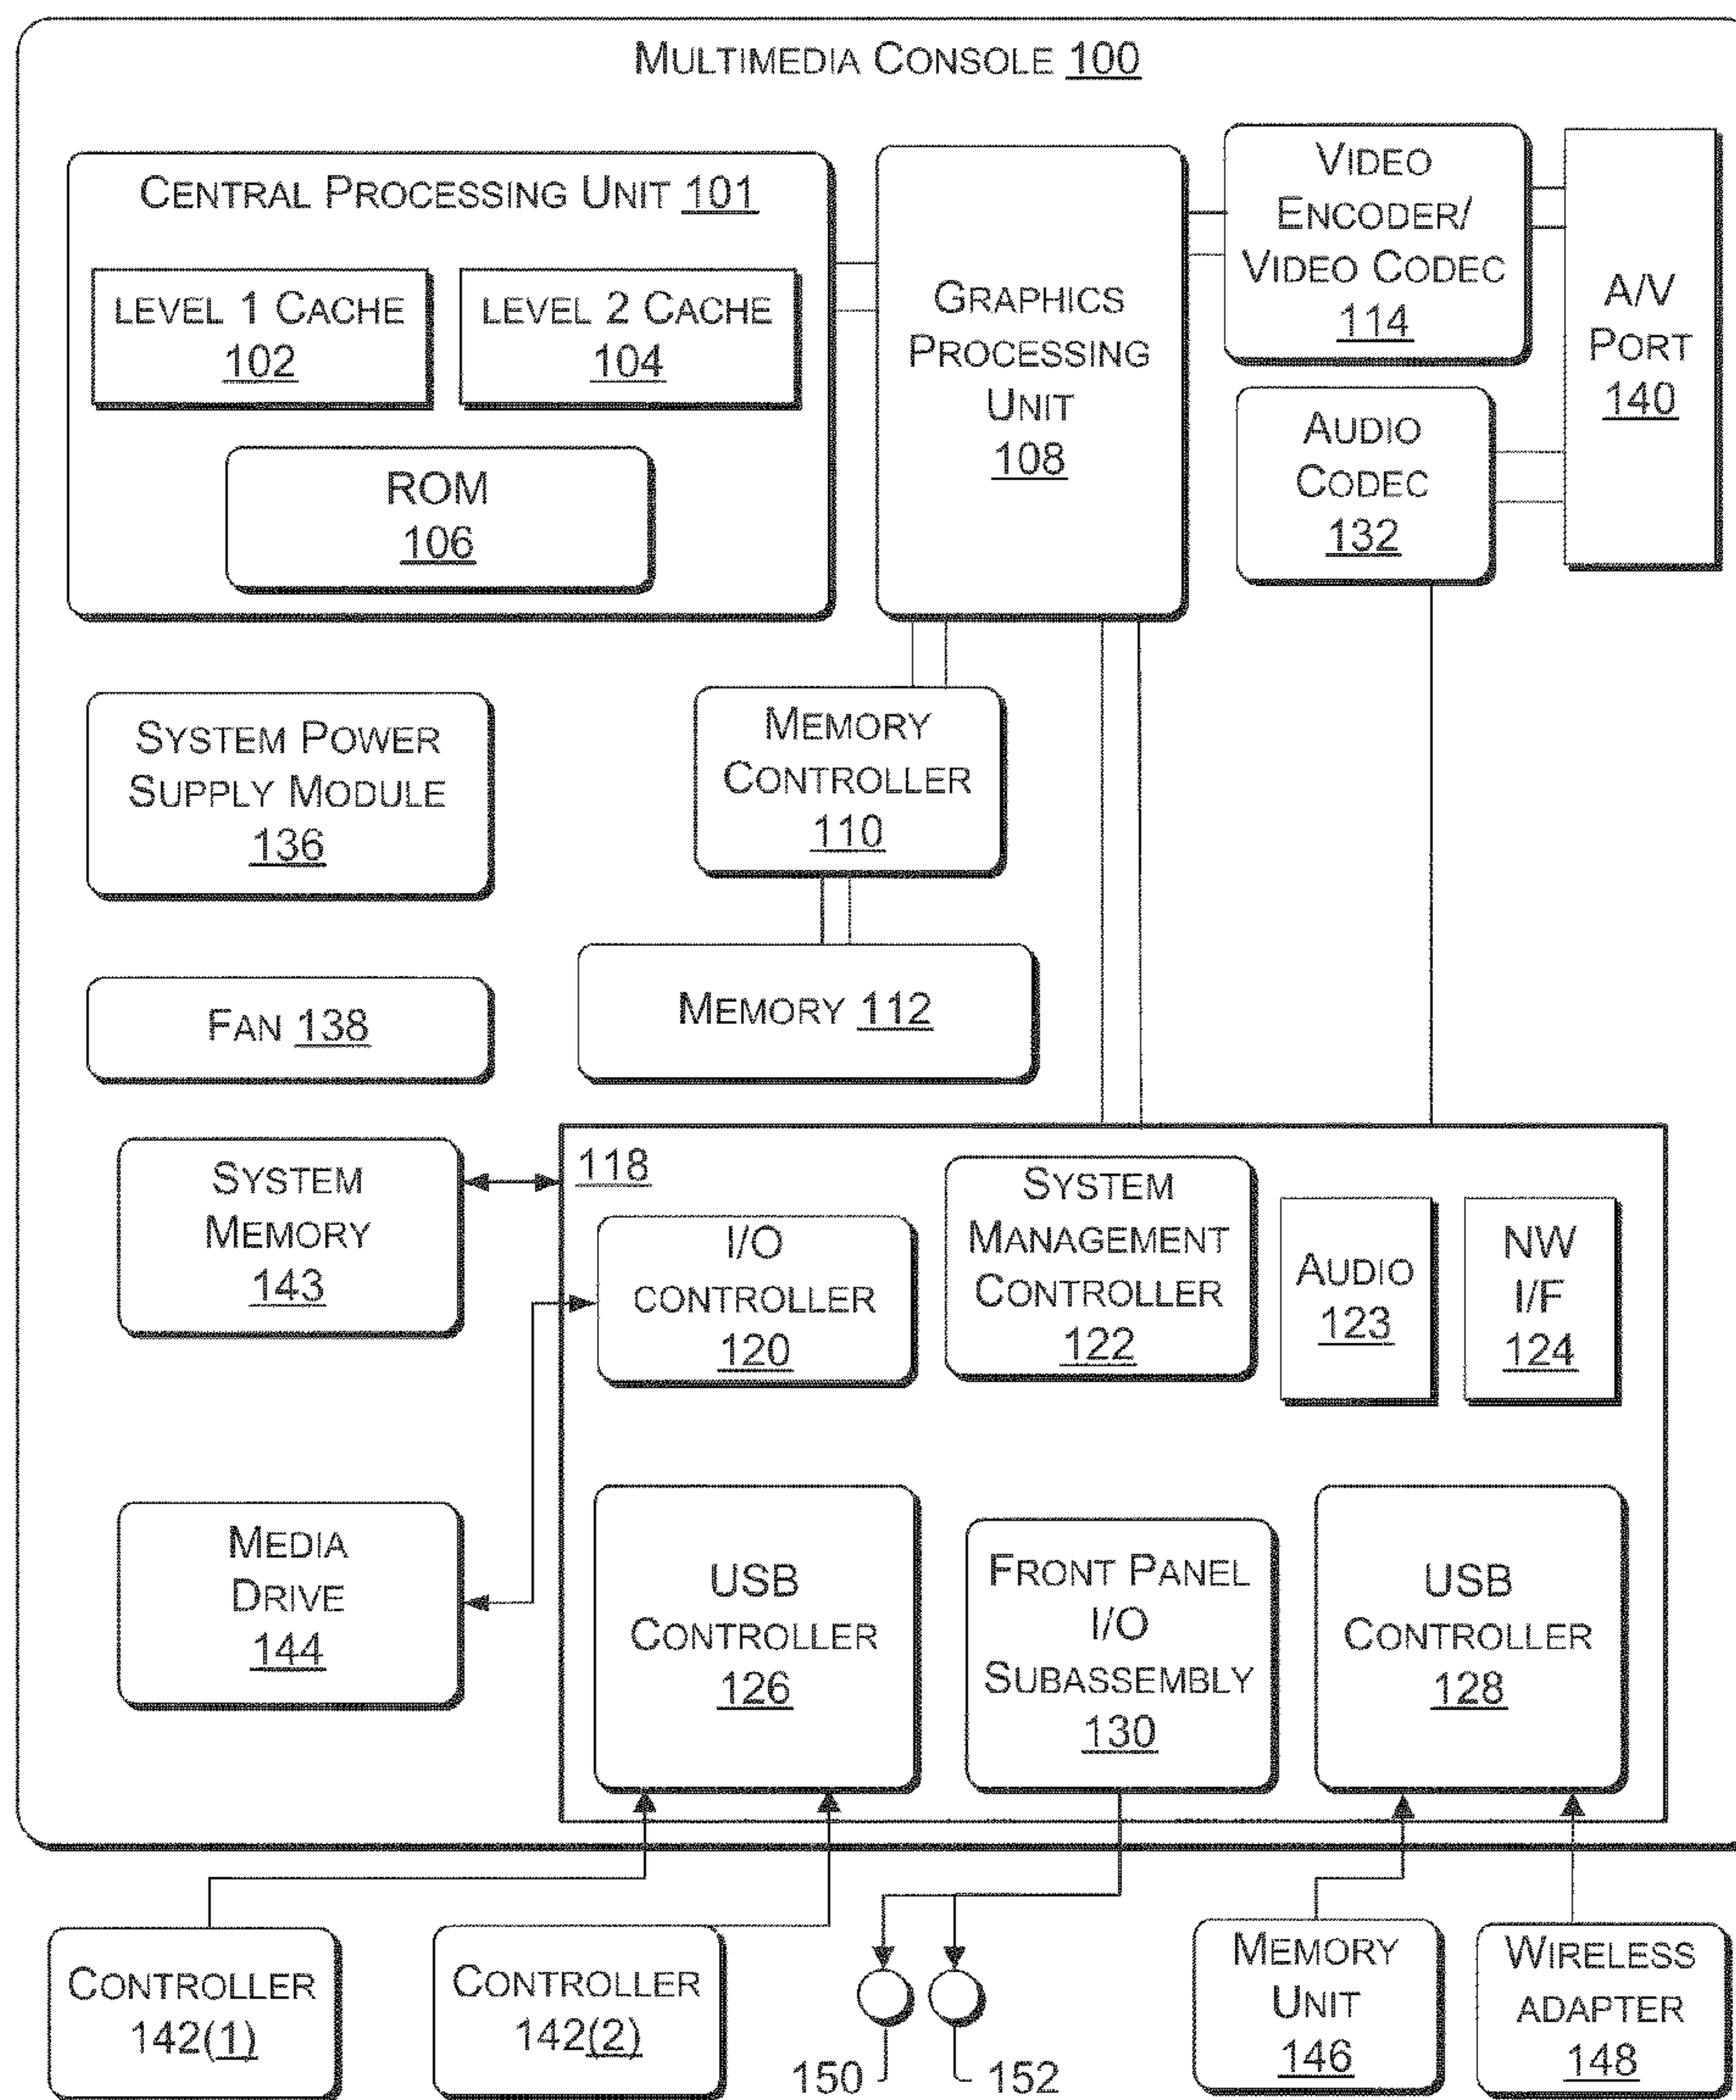 MULTIMEDIA CONSOLE 100
CENTRAL PROCESSING UNIT 101
LEVEL 1 CACHE
102
LEVEL 2 CACHE
104
ROM
106
GRAPHICS
PROCESSING
UNIT
108
VIDEO
ENCODER/
VIDEO CODEC
114
AUDIO
CODEC
132
A/V
PORT
140
SYSTEM POWER
SUPPLY MODULE
136
MEMORY
CONTROLLER
110
FAN 138
MEMORY 112
SYSTEM
MEMORY
143
118
I/O
CONTROLLER
120
SYSTEM
MANAGEMENT
CONTROLLER
122
AUDIO
123
NW
I/F
124
MEDIA
DRIVE
144
USB
CONTROLLER
126
FRONT PANEL
I/O
SUBASSEMBLY
130
USB
CONTROLLER
128
CONTROLLER
142(1)
CONTROLLER
142(2)
150
152
MEMORY
UNIT
146
WIRELESS
ADAPTER
148